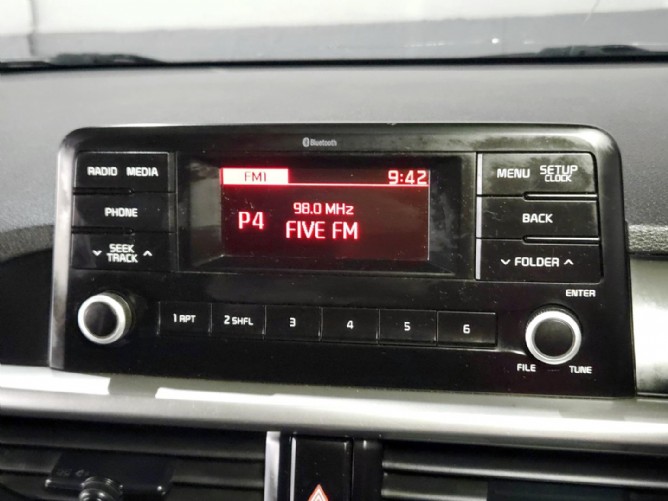 Bluetooth
RADIO MEDIA
FM1 9:42
MENU SETUP
CLOCK
PHONE
P4
98.0 MHz
FIVE FM
BACK
SEEK
TRACK
FOLDER
ENTER
1 RPT 2 SHFL 3 4 5 6
FILE TUNE